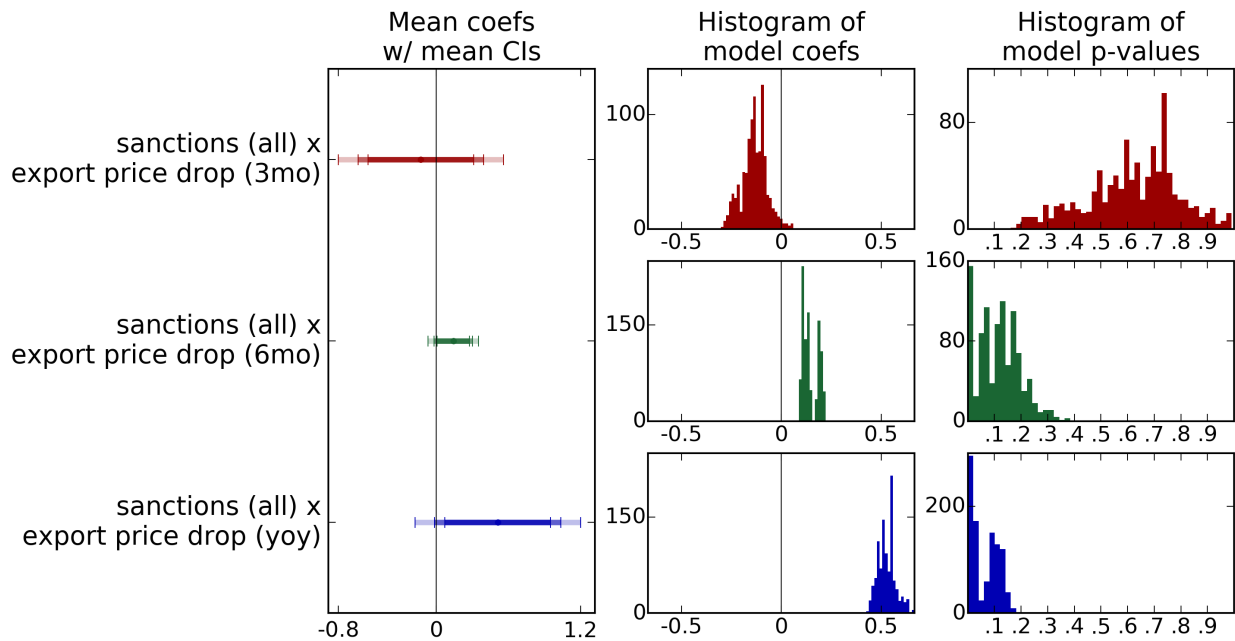 Mean coefs
w/ mean CIs
Histogram of
model coefs
Histogram of
model p-values
sanctions (all) x
export price drop (3mo)
100
0
-0.5 0 0.5
80
0
.1 .2 .3 .4 .5 .6 .7 .8 .9
sanctions (all) x
export price drop (6mo)
150
0
-0.5 0 0.5
160
80
0
.1 .2 .3 .4 .5 .6 .7 .8 .9
sanctions (all) x
export price drop (yoy)
-0.8 0 1.2
150
0
-0.5 0 0.5
200
0
.1 .2 .3 .4 .5 .6 .7 .8 .9